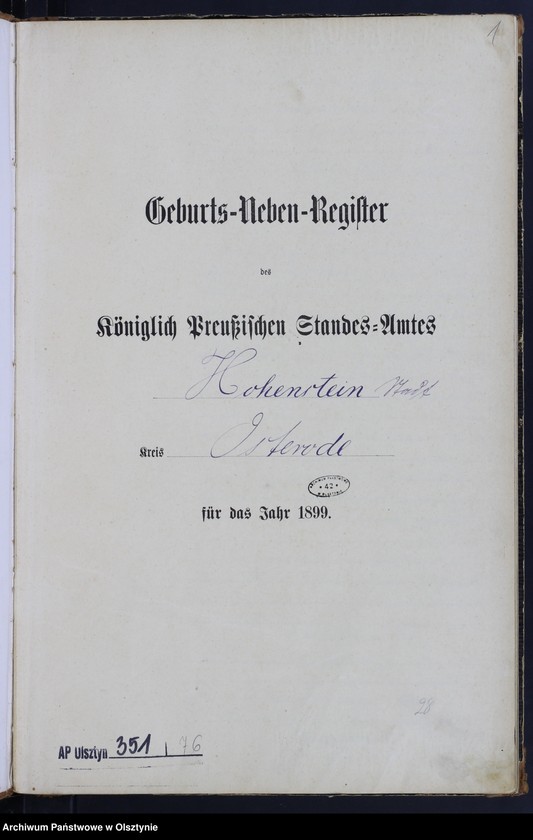 1
Geburts-Neben-Register
des
Königlich Preußischen Standes-Amtes
Hohenstein Stadt
Kreis Osterode
42
für das Jahr 1899.
28
AP Olsztyn 351 / 76
Archiwum Państwowe w Olsztynie